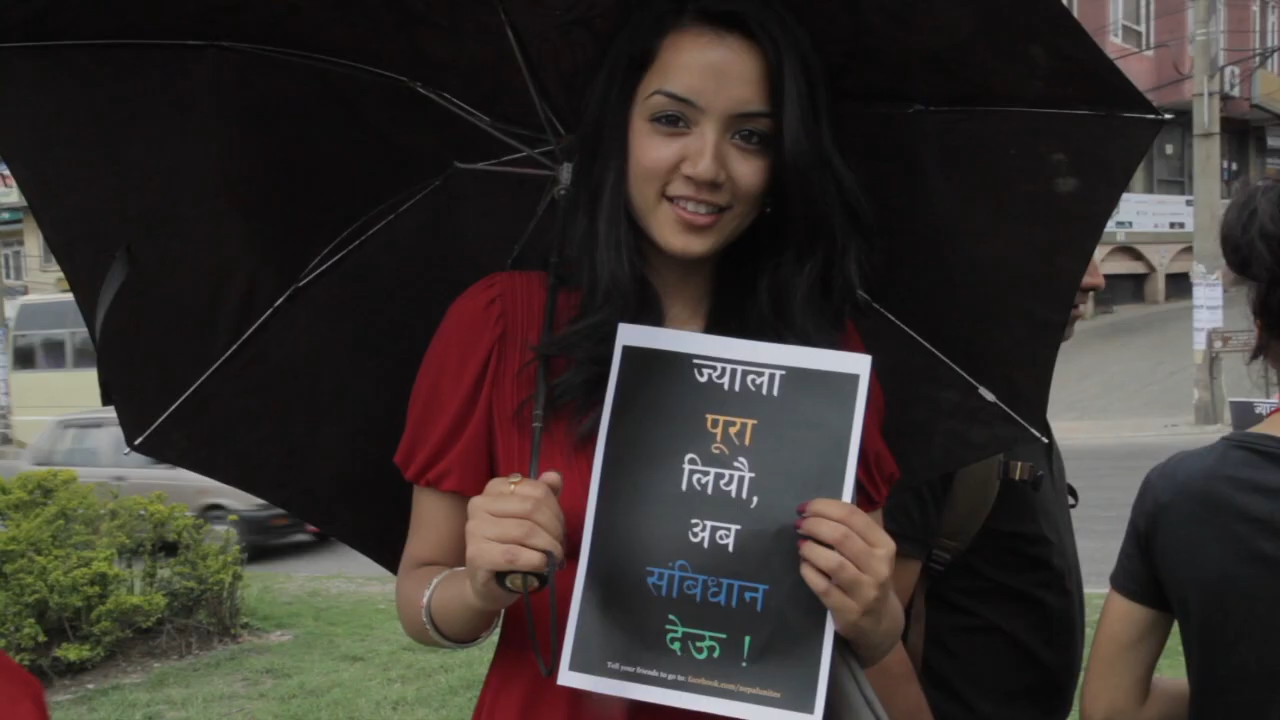 ज्याला
पूरा
लियौ,
अब
संबिधान
देऊ !
Tell your friends to go to: facebook.com/nepalunites